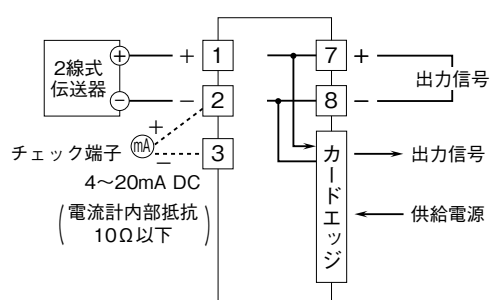 2線式
伝送器
+
−
+
−
1
2
3
+
mA
−
チェック端子
4～20mA DC
(電流計内部抵抗
10Ω以下)
7
8
+
−
出力信号
カードエッジ
出力信号
供給電源